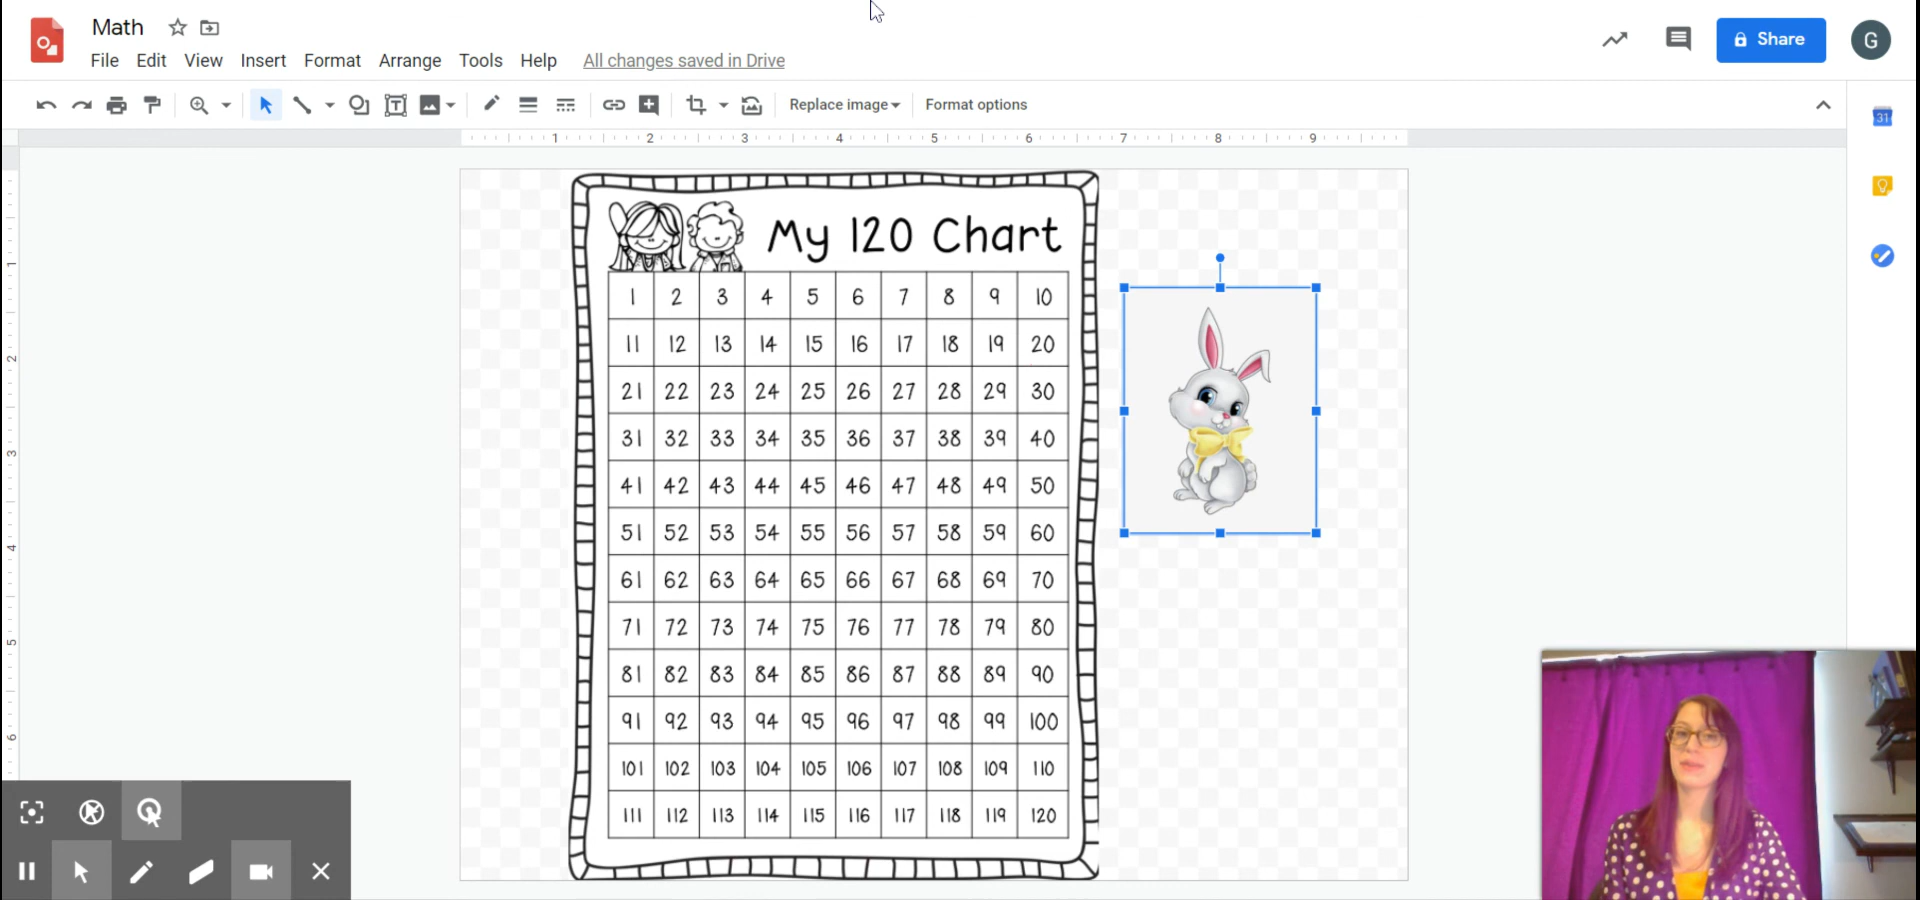 Math
File Edit View Insert Format Arrange Tools Help All changes saved in Drive
Share
G
Replace image Format options
31
1 2 3 4 5 6 7 8 9
1
2
3
4
5
6
My 120 Chart
1 2 3 4 5 6 7 8 9 10
11 12 13 14 15 16 17 18 19 20
21 22 23 24 25 26 27 28 29 30
31 32 33 34 35 36 37 38 39 40
41 42 43 44 45 46 47 48 49 50
51 52 53 54 55 56 57 58 59 60
61 62 63 64 65 66 67 68 69 70
71 72 73 74 75 76 77 78 79 80
81 82 83 84 85 86 87 88 89 90
91 92 93 94 95 96 97 98 99 100
101 102 103 104 105 106 107 108 109 110
111 112 113 114 115 116 117 118 119 120